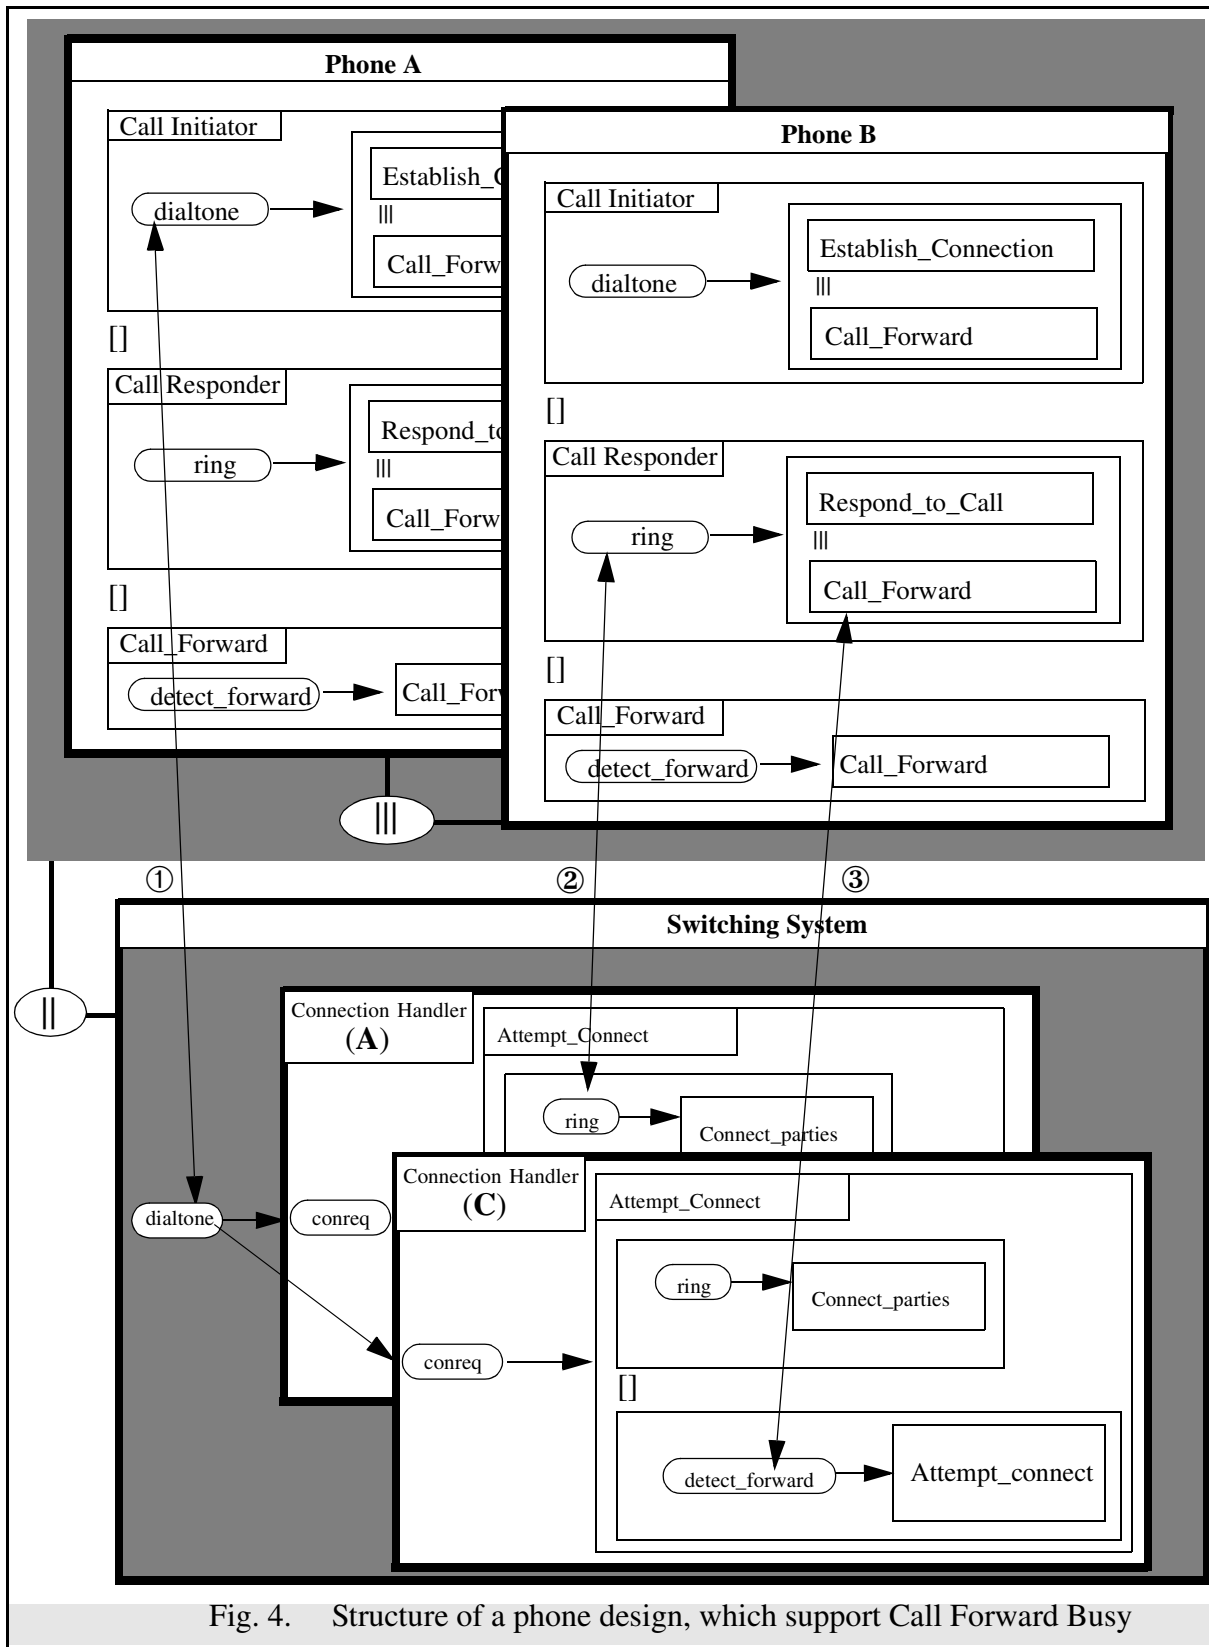 Phone A
Call Initiator
dialtone
Establish_C
|||
Call_Forw
[]
Call Responder
ring
Respond_to
|||
Call_Forw
[]
Call_Forward
detect_forward
Call_For
Phone B
Call Initiator
dialtone
Establish_Connection
|||
Call_Forward
[]
Call Responder
ring
Respond_to_Call
|||
Call_Forward
[]
Call_Forward
detect_forward
Call_Forward
|||
① ② ③
||
Switching System
Connection Handler
(A)
Attempt_Connect
ring
Connect_parties
dialtone
conreq
Connection Handler
(C)
Attempt_Connect
ring
Connect_parties
conreq
[]
detect_forward
Attempt_connect
Fig. 4. Structure of a phone design, which support Call Forward Busy